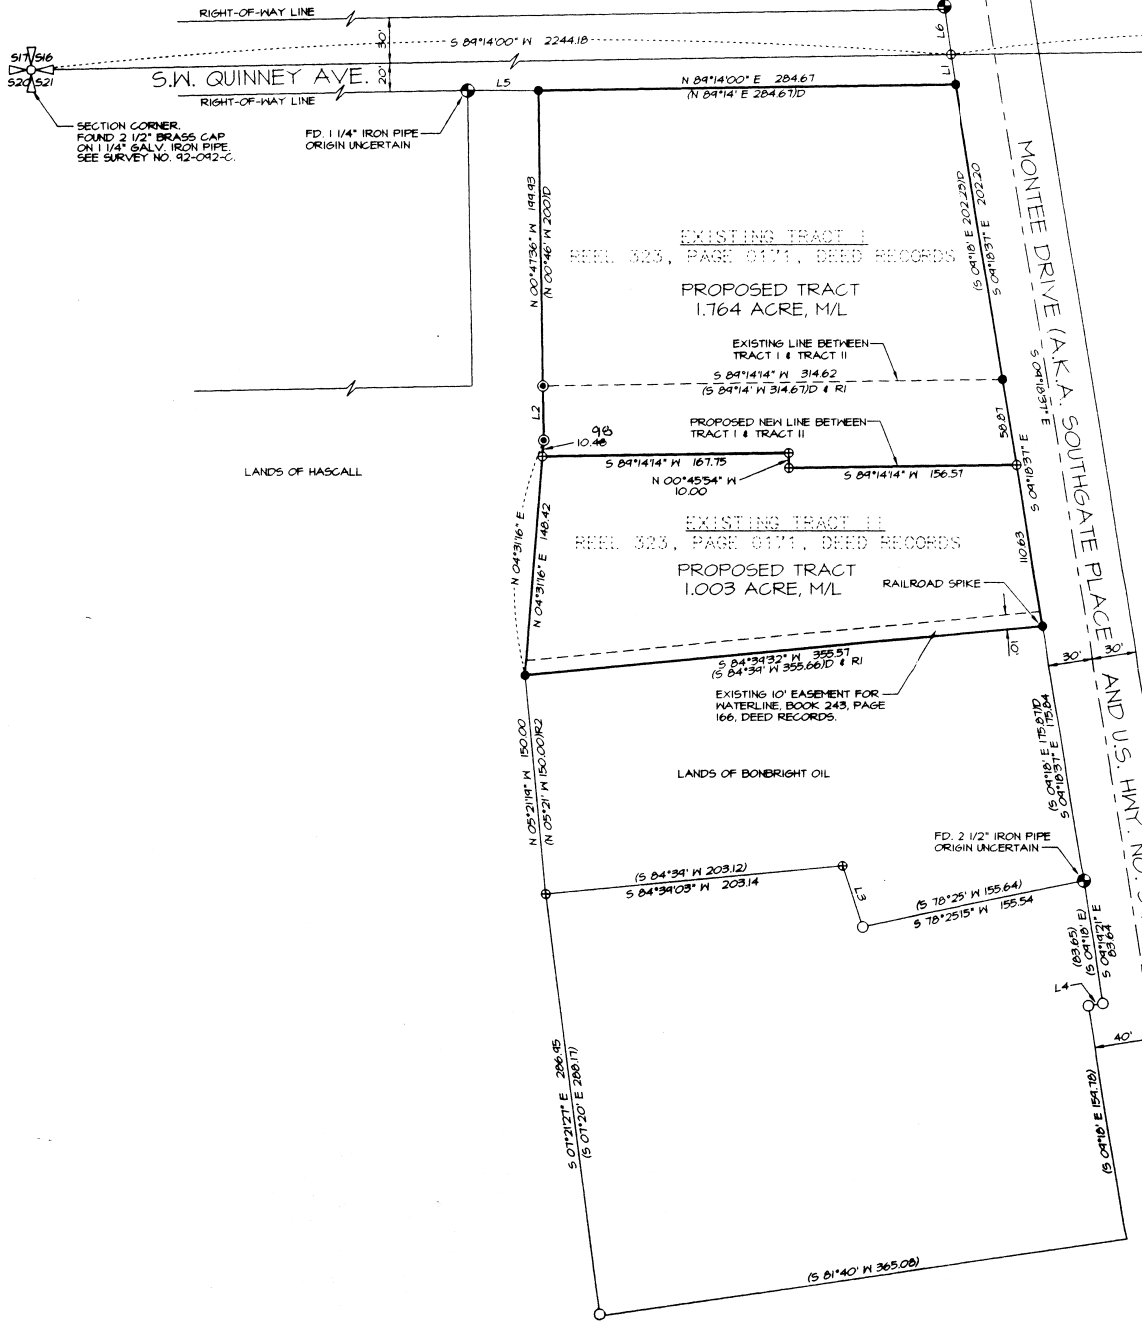 RIGHT-OF-WAY LINE
30'
S 89°14'00" W 2244.18
L6
S17 S16
S20 S21
S.W. QUINNEY AVE.
20'
L5
L1
RIGHT-OF-WAY LINE
N 89°14'00" E 284.67
(N 89°14' E 284.67)D
SECTION CORNER.
FOUND 2 1/2" BRASS CAP
ON 1 1/4" GALV. IRON PIPE.
SEE SURVEY NO. 92-092-C.
FD. 1 1/4" IRON PIPE
ORIGIN UNCERTAIN
N 00°47'36" W 199.93
(N 00°46' W 200)D
(S 09°18' E 202.25)D
S 09°18'37" E 202.20
EXISTING TRACT I
REEL 323, PAGE 0171, DEED RECORDS
PROPOSED TRACT
1.764 ACRE, M/L
MONTEE DRIVE (A.K.A. SOUTHGATE PLACE AND U.S. HWY. NO.
S 09°18'37" E
EXISTING LINE BETWEEN
TRACT I & TRACT II
S 89°14'14" W 314.62
(S 89°14' W 314.67)D & R1
L2
58.87
S 09°18'37" E
PROPOSED NEW LINE BETWEEN
TRACT I & TRACT II
98
10.48
S 89°14'14" W 167.75
N 00°45'54" W
10.00
S 89°14'14" W 156.57
LANDS OF HASCALL
N 04°31'16" E
N 04°31'16" E 148.42
EXISTING TRACT II
REEL 323, PAGE 0171, DEED RECORDS
PROPOSED TRACT
1.003 ACRE, M/L
RAILROAD SPIKE
110.63
10'
S 84°39'32" W 355.57
(S 84°39' W 355.66)D & R1
30'
30'
EXISTING 10' EASEMENT FOR
WATERLINE, BOOK 243, PAGE
166, DEED RECORDS.
N 05°21'19" W 150.00
(N 05°21' W 150.00)R2
(S 09°18' E 175.87)D
S 09°18'37" E 175.84
LANDS OF BONBRIGHT OIL
FD. 2 1/2" IRON PIPE
ORIGIN UNCERTAIN
(S 84°39' W 203.12)
S 84°39'03" W 203.14
L3
(S 78°25' W 155.64)
S 78°25'15" W 155.54
(83.65)
(S 09°18' E)
S 09°19'21" E
83.64
L4
40'
S 07°21'27" E 286.95
(S 07°20' E 288.17)
(S 09°18' E 159.78)
(S 81°40' W 365.08)